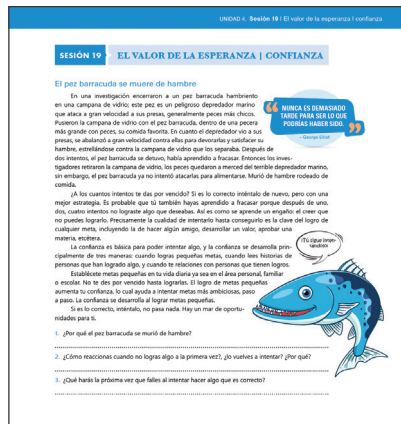 UNIDAD 4. Sesión 19 | El valor de la esperanza | confianza
SESIÓN 19
EL VALOR DE LA ESPERANZA | CONFIANZA
El pez barracuda se muere de hambre
En una investigación encerraron a un pez barracuda hambriento
en una campana de vidrio; este pez es un peligroso depredador marino
que ataca a gran velocidad a sus presas, generalmente peces más chicos.
Pusieron la campana de vidrio con el pez barracuda, dentro de una pecera
más grande con peces, su comida favorita. En cuanto el depredador vio a sus
presas, se abalanzó a gran velocidad contra ellas para devorarlas y satisfacer su
hambre, estrellándose contra la campana de vidrio que los separaba. Después de
dos intentos, el pez barracuda se detuvo, había aprendido a fracasar. Entonces los inves-
tigadores retiraron la campana de vidrio, los peces quedaron a merced del terrible depredador marino,
sin embargo, el pez barracuda ya no intentó atacarlas para alimentarse. Murió de hambre rodeado de
comida.
¿A los cuantos intentos te das por vencido? Si es lo correcto inténtalo de nuevo, pero con una
mejor estrategia. Es probable que tú también hayas aprendido a fracasar porque después de uno,
dos, cuatro intentos no lograste algo que deseabas. Así es como se aprende un engaño: el creer que
no puedes lograrlo. Precisamente la cualidad de intentarlo hasta conseguirlo es la clave del logro de
cualquier meta, incluyendo la de hacer algún amigo, desarrollar un valor, aprobar una
materia, etcétera.
La confianza es básica para poder intentar algo, y la confianza se desarrolla prin-
cipalmente de tres maneras: cuando logras pequeñas metas, cuando lees historias de
personas que han logrado algo, y cuando te relaciones con personas que tienen logros.
Establécete metas pequeñas en tu vida diaria ya sea en el área personal, familiar
o escolar. No te des por vencido hasta lograrlas. El logro de metas pequeñas
aumenta tu confianza, lo cual ayuda a intentar metas más ambiciosas, paso
a paso. La confianza se desarrolla al lograr metas pequeñas.
Si es lo correcto, inténtalo, no pasa nada. Hay un mar de oportu-
nidades para ti.
NUNCA ES DEMASIADO
TARDE PARA SER LO QUE
PODRÍAS HABER SIDO.
– George Elliot
¡Tú sigue inten-
tándolo!
1. ¿Por qué el pez barracuda se murió de hambre?
2. ¿Cómo reaccionas cuando no logras algo a la primera vez?, ¿lo vuelves a intentar? ¿Por qué?
3. ¿Qué harás la próxima vez que falles al intentar hacer algo que es correcto?